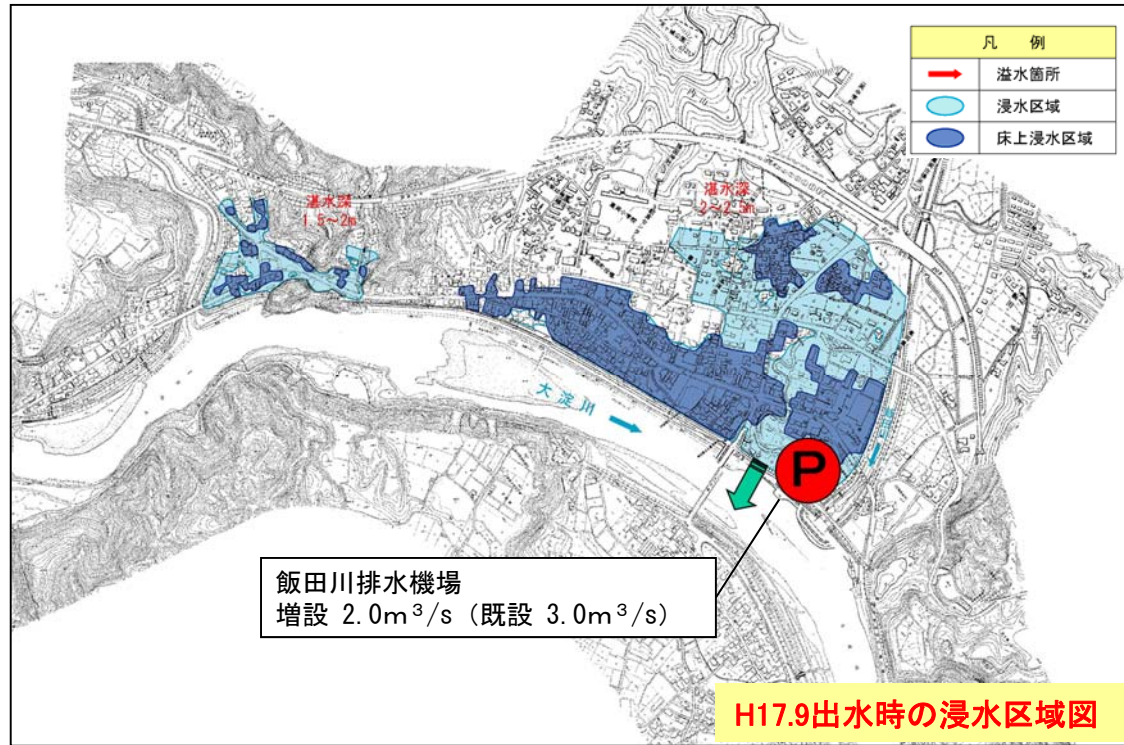 凡 例
溢水箇所
浸水区域
床上浸水区域
湛水深
1.5～2m
湛水深
2～2.5m
大淀川
飯田川
P
飯田川排水機場
増設 2.0m³/s (既設 3.0m³/s)
H17.9出水時の浸水区域図